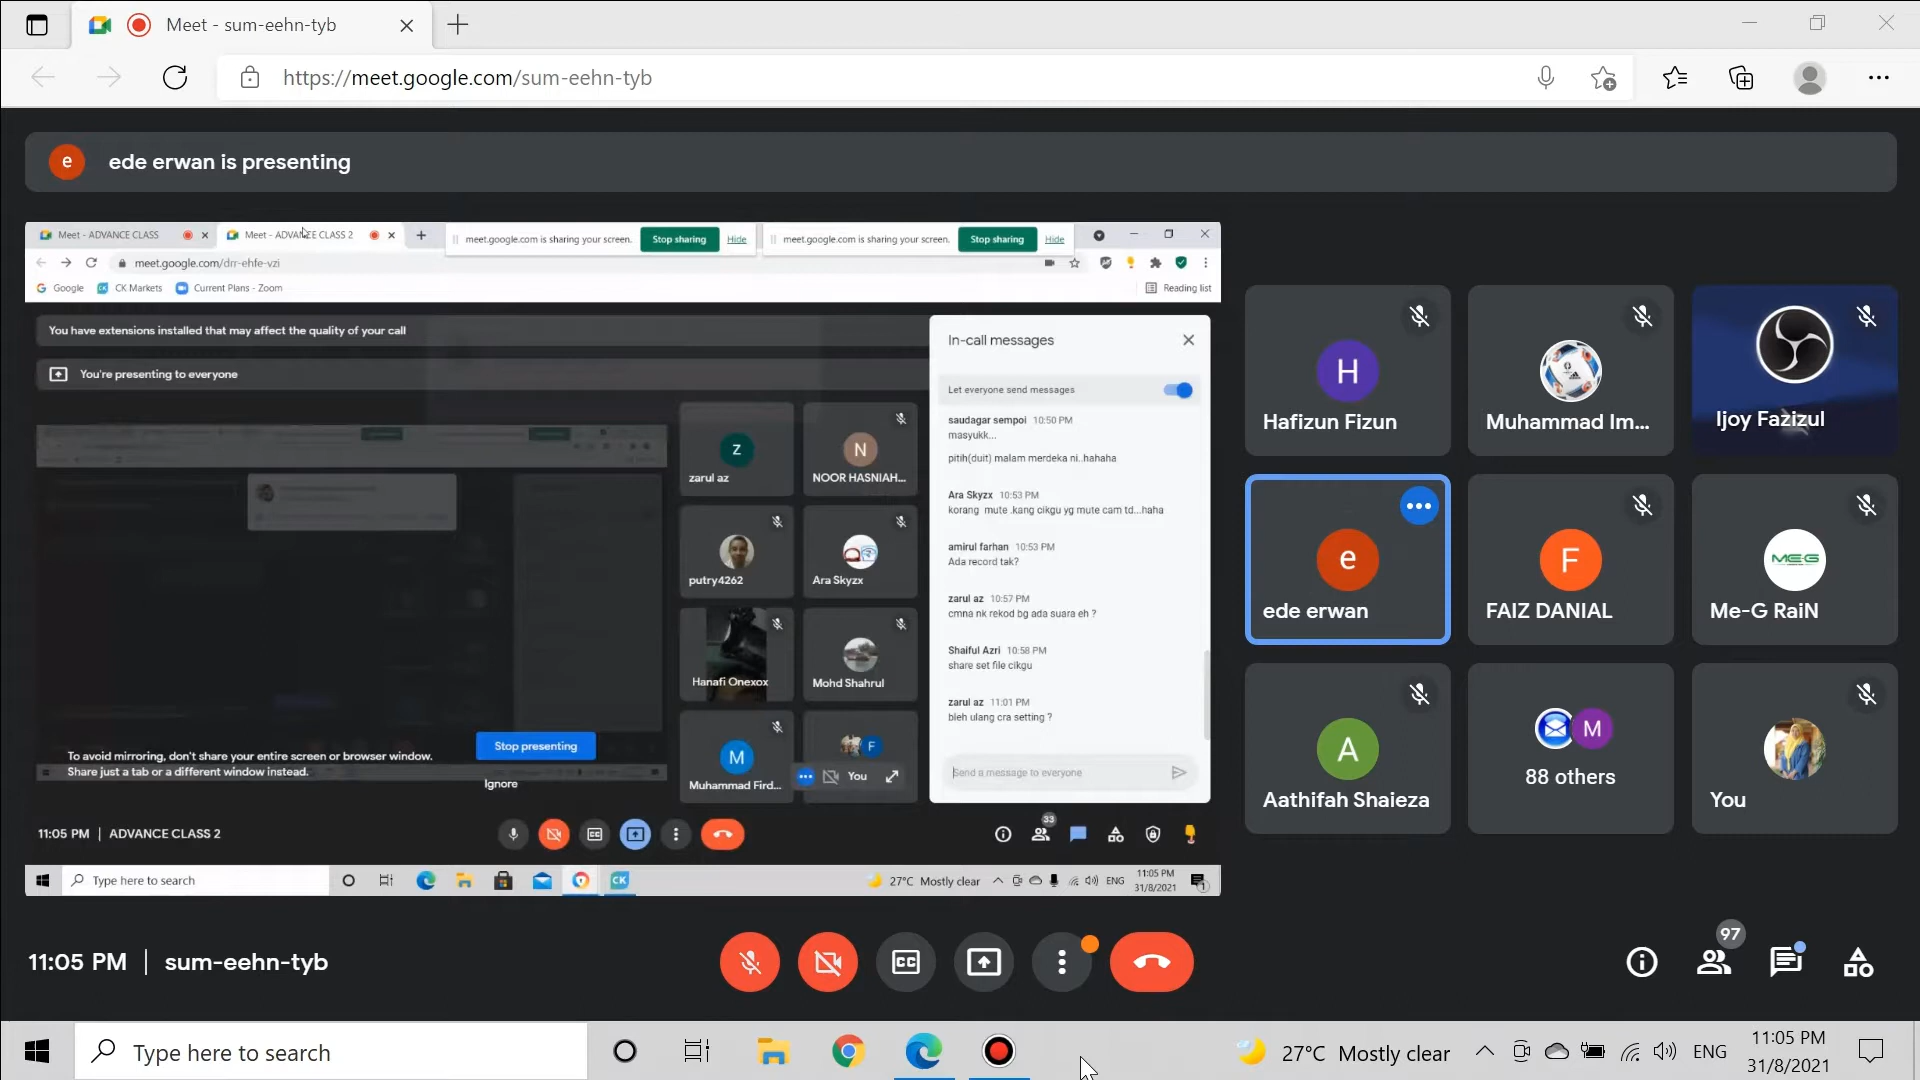 Meet - sum-eehn-tyb
https://meet.google.com/sum-eehn-tyb
e ede erwan is presenting
Meet - ADVANCE CLASS
Meet - ADVANCE CLASS 2
meet.google.com is sharing your screen. Stop sharing Hide
meet.google.com is sharing your screen. Stop sharing Hide
meet.google.com/drr-ehfe-vzi
Google CK Markets Current Plans - Zoom Reading list
You have extensions installed that may affect the quality of your call
You're presenting to everyone
Z
zarul az
N
NOOR HASNIAH...
putry4262
Ara Skyzx
Hanafi Onexox
Mohd Shahrul
M
Muhammad Fird...
F
You
To avoid mirroring, don't share your entire screen or browser window.
Share just a tab or a different window instead.
Stop presenting
Ignore
In-call messages
Let everyone send messages
saudagar sempoi 10:50 PM
masyukk...
pitih(duit) malam merdeka ni..hahaha
Ara Skyzx 10:53 PM
korang mute .kang cikgu yg mute cam td...haha
amirul farhan 10:53 PM
Ada record tak?
zarul az 10:57 PM
cmna nk rekod bg ada suara eh ?
Shaiful Azri 10:58 PM
share set file cikgu
zarul az 11:01 PM
bleh ulang cra setting ?
Send a message to everyone
11:05 PM | ADVANCE CLASS 2
33
Type here to search
CK
27°C Mostly clear
ENG
11:05 PM
31/8/2021
1
H
Hafizun Fizun
Muhammad Im...
Ijoy Fazizul
e
ede erwan
F
FAIZ DANIAL
ME-G
Me-G RaiN
A
Aathifah Shaieza
M
88 others
You
11:05 PM | sum-eehn-tyb
CC
97
Type here to search
27°C Mostly clear
ENG
11:05 PM
31/8/2021